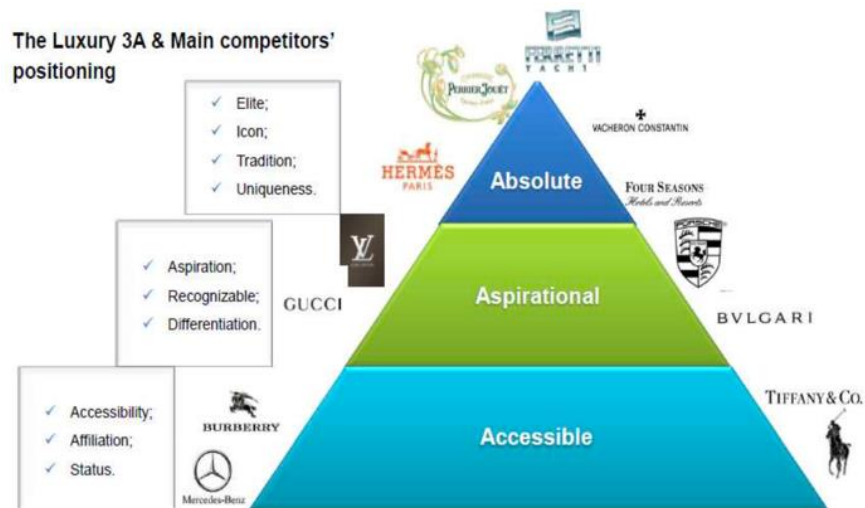 The Luxury 3A & Main competitors'
positioning
✓ Elite;
✓ Icon;
✓ Tradition;
✓ Uniqueness.
FERRETTI
YACHT
PERRIER JOUËT
HERMÈS
PARIS
VACHERON CONSTANTIN
Absolute
FOUR SEASONS
Hotels and Resorts
✓ Aspiration;
✓ Recognizable;
✓ Differentiation.
LV
GUCCI
PORSCHE
Aspirational
BVLGARI
✓ Accessibility;
✓ Affiliation;
✓ Status.
BURBERRY
Mercedes-Benz
Accessible
TIFFANY & CO.